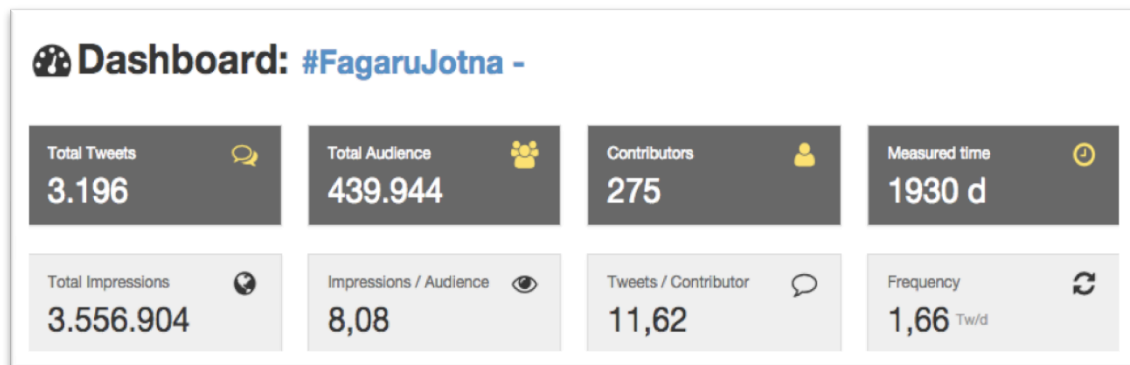 Dashboard: #FagaruJotna -
Total Tweets
3.196
Total Audience
439.944
Contributors
275
Measured time
1930 d
Total Impressions
3.556.904
Impressions / Audience
8,08
Tweets / Contributor
11,62
Frequency
1,66 Tw/d